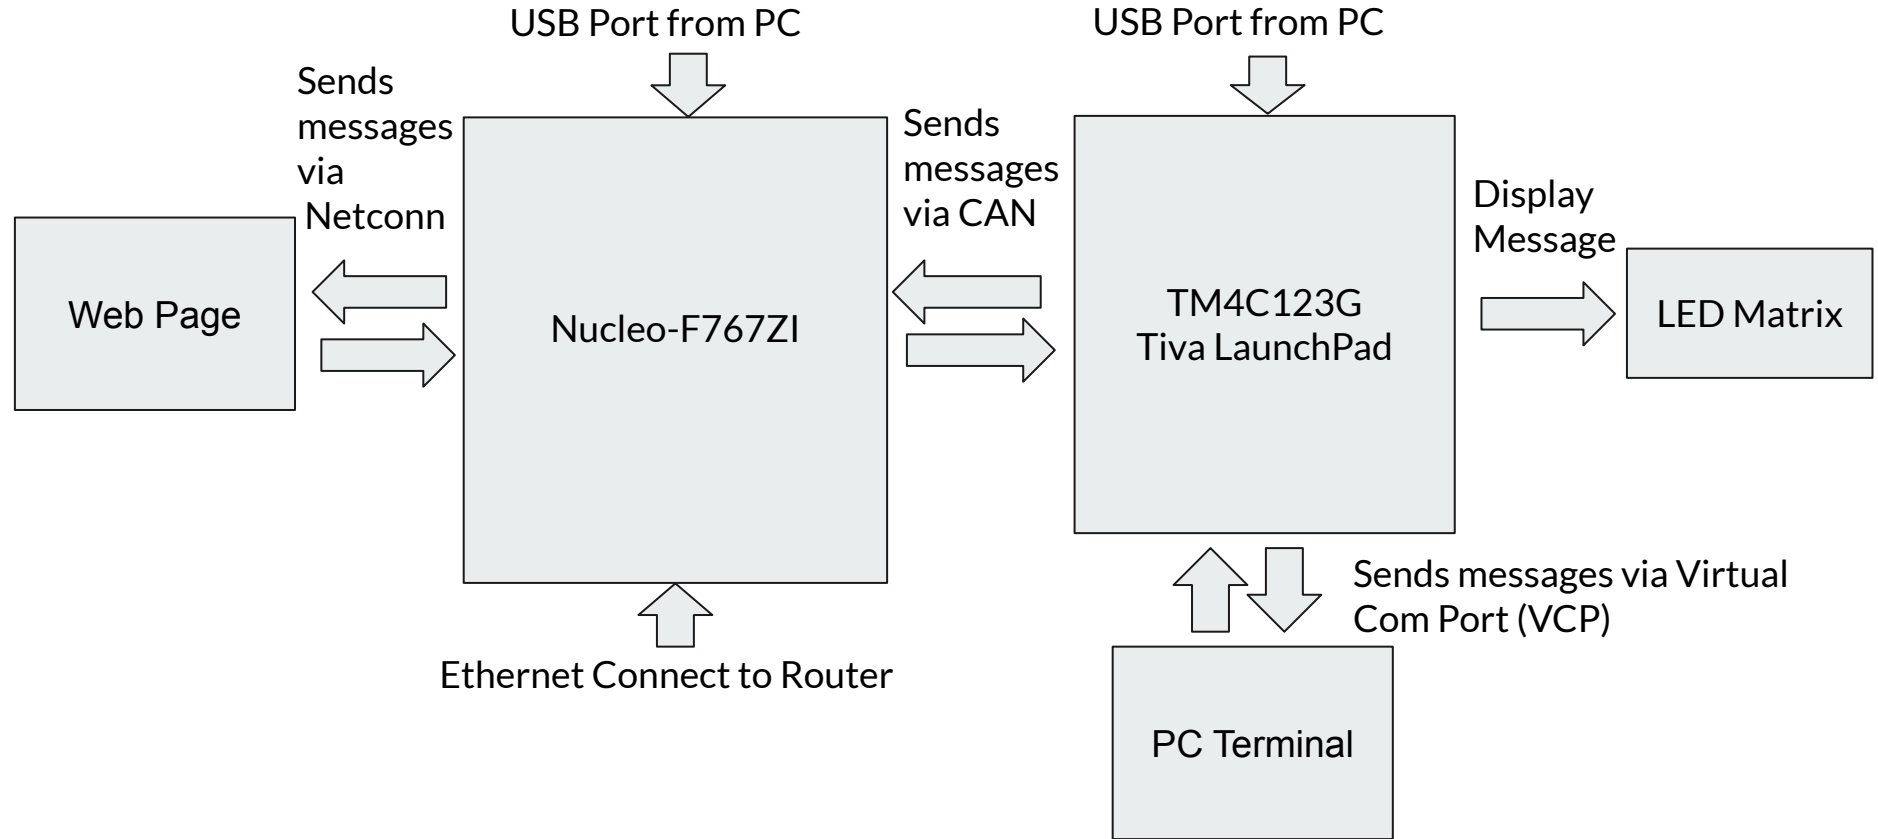 USB Port from PC
USB Port from PC
Sends
messages
via
Netconn
Sends
messages
via CAN
Display
Message
Web Page
Nucleo-F767ZI
TM4C123G
Tiva LaunchPad
LED Matrix
Sends messages via Virtual
Com Port (VCP)
Ethernet Connect to Router
PC Terminal